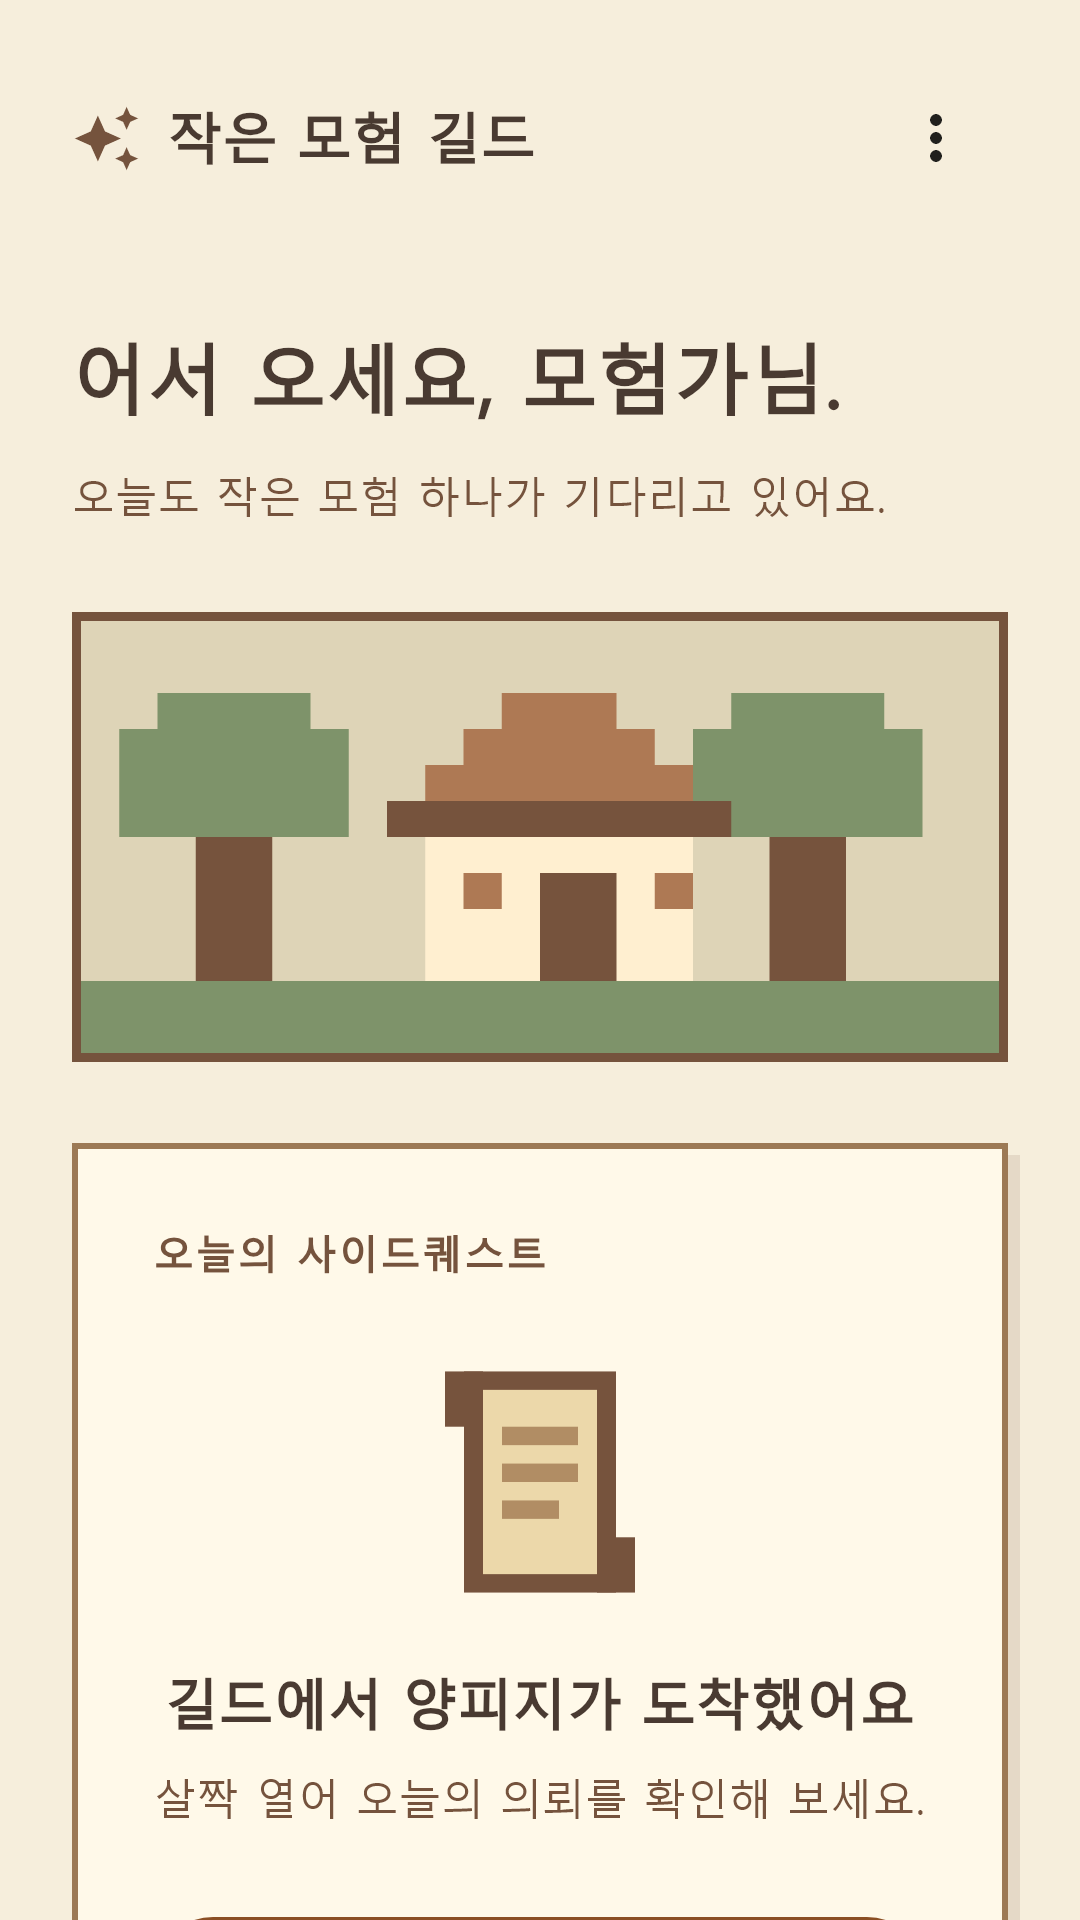 작은 모험 길드
어서 오세요, 모험가님.
오늘도 작은 모험 하나가 기다리고 있어요.
오늘의 사이드퀘스트
길드에서 양피지가 도착했어요
살짝 열어 오늘의 의뢰를 확인해 보세요.